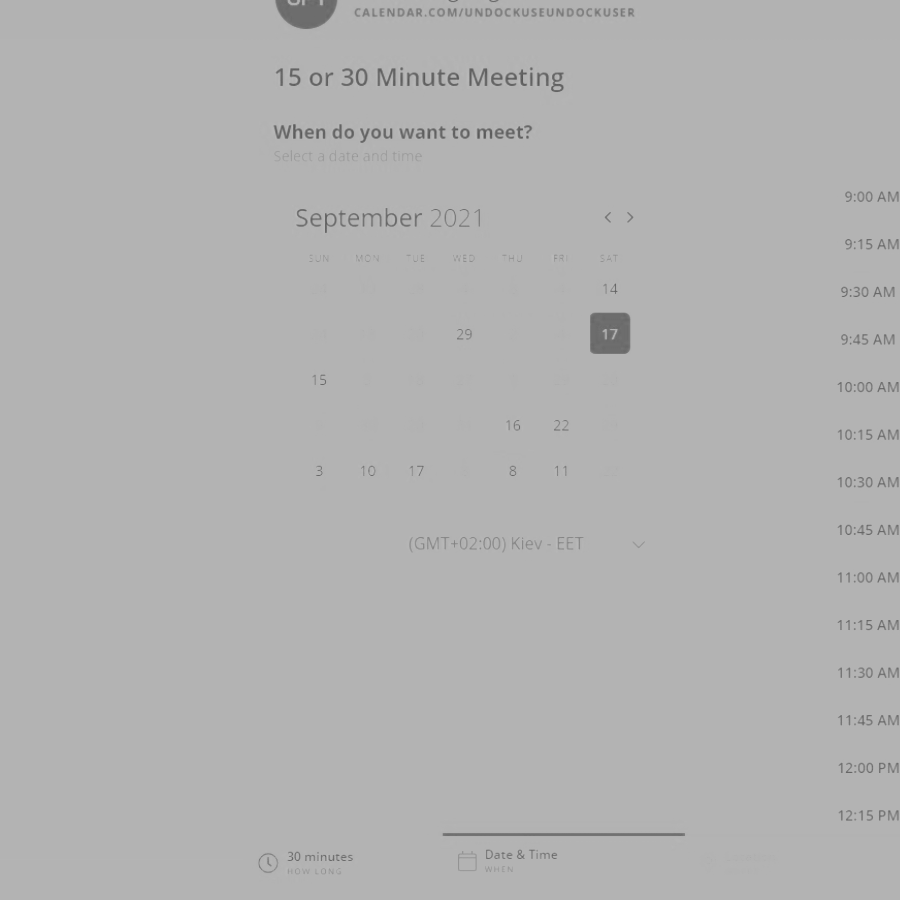 CALENDAR.COM/UNDOCKUSEUNDOCKUSER
15 or 30 Minute Meeting
When do you want to meet?
Select a date and time
September 2021
SUN MON TUE WED THU FRI SAT
14
29 17
15
16 22
3 10 17 8 11
(GMT+02:00) Kiev - EET
9:00 AM
9:15 AM
9:30 AM
9:45 AM
10:00 AM
10:15 AM
10:30 AM
10:45 AM
11:00 AM
11:15 AM
11:30 AM
11:45 AM
12:00 PM
12:15 PM
30 minutes
HOW LONG
Date & Time
WHEN